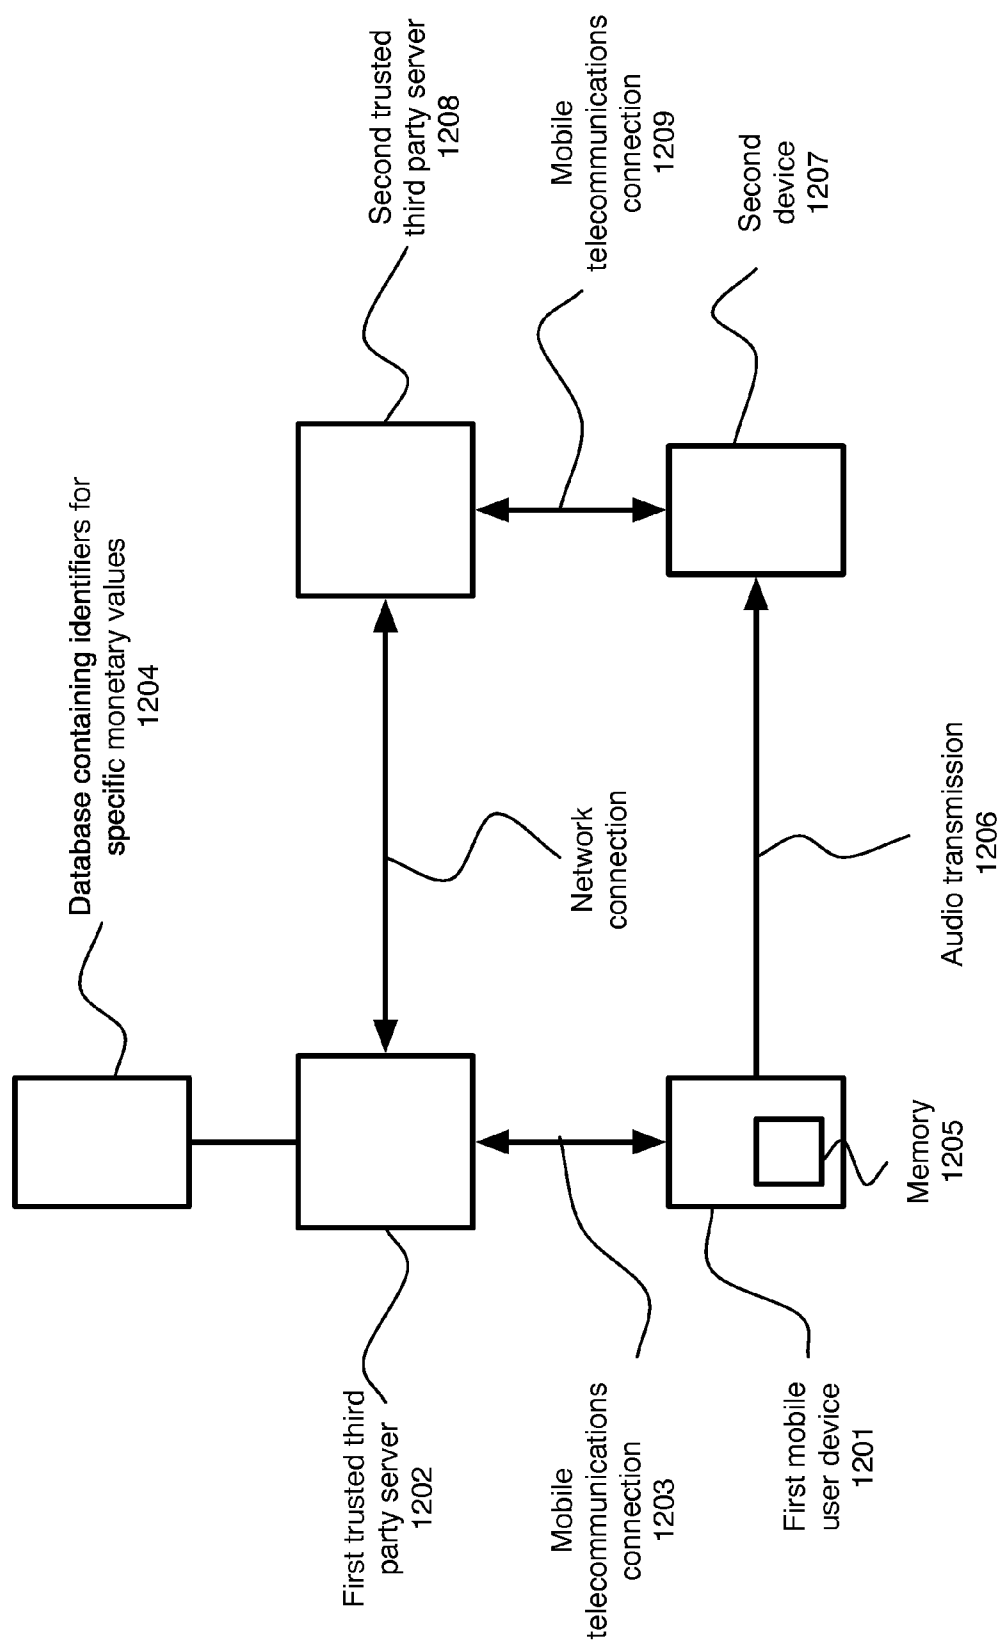 Database containing identifiers for
specific monetary values
1204
First trusted third
party server
1202
Second trusted
third party server
1208
Network
connection
Mobile
telecommunications
connection
1203
Mobile
telecommunications
connection
1209
First mobile
user device
1201
Memory
1205
Audio transmission
1206
Second
device
1207